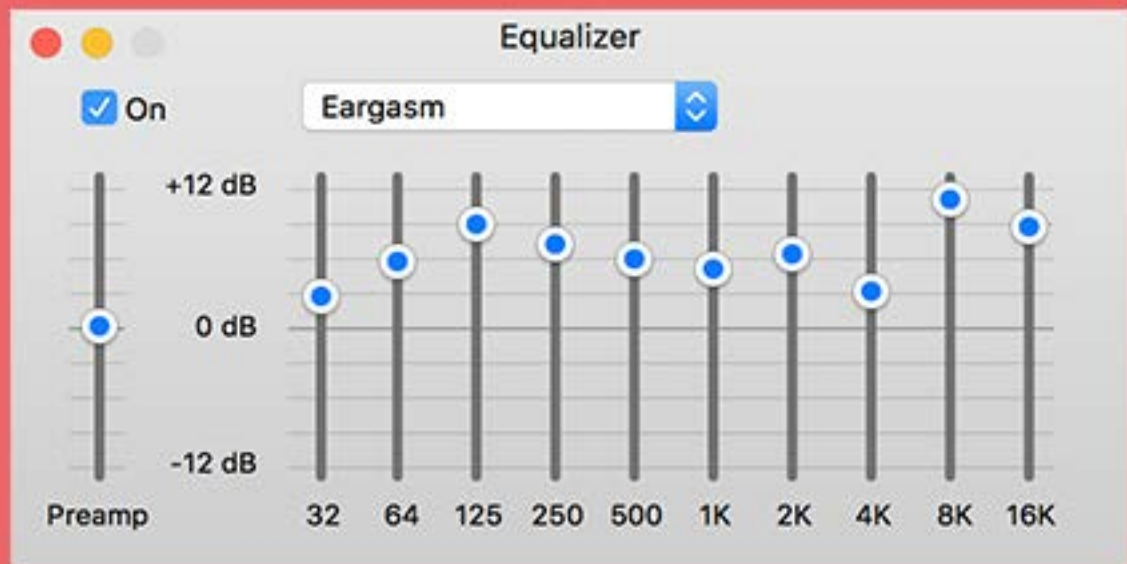 Equalizer
On
Eargasm
+12 dB
0 dB
-12 dB
Preamp
32 64 125 250 500 1K 2K 4K 8K 16K